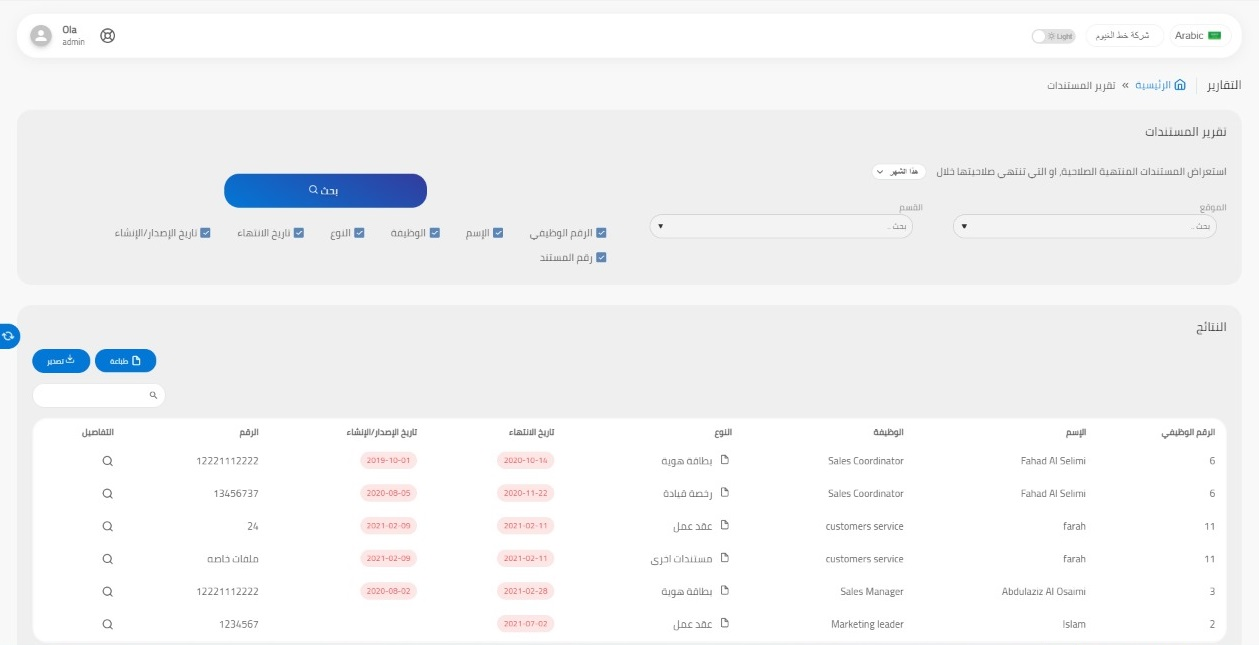 Ola
admin
Light
شركة خط الغيوم
Arabic
التقارير
الرئيسية » تقرير المستندات
تقرير المستندات
استعراض المستندات المنتهية الصلاحية, او التي تنتهي صلاحيتها خلال هذا الشهر
بحث
الموقع
القسم
بحث ..
بحث ..
الرقم الوظيفي الإسم الوظيفة النوع تاريخ الانتهاء تاريخ الإصدار/الإنشاء
رقم المستند
النتائج
طباعة تصدير
الرقم الوظيفي الإسم الوظيفة النوع تاريخ الانتهاء تاريخ الإصدار/الإنشاء الرقم التفاصيل
6 Fahad Al Selimi Sales Coordinator بطاقة هوية 2020-10-14 2019-10-01 12221112222
6 Fahad Al Selimi Sales Coordinator رخصة قيادة 2020-11-22 2020-08-05 13456737
11 farah customers service عقد عمل 2021-02-11 2021-02-09 24
11 farah customers service مستندات اخرى 2021-02-11 2021-02-09 ملفات خاصه
3 Abdulaziz Al Osaimi Sales Manager بطاقة هوية 2021-02-28 2020-08-02 12221112222
2 Islam Marketing leader عقد عمل 2021-07-02 1234567